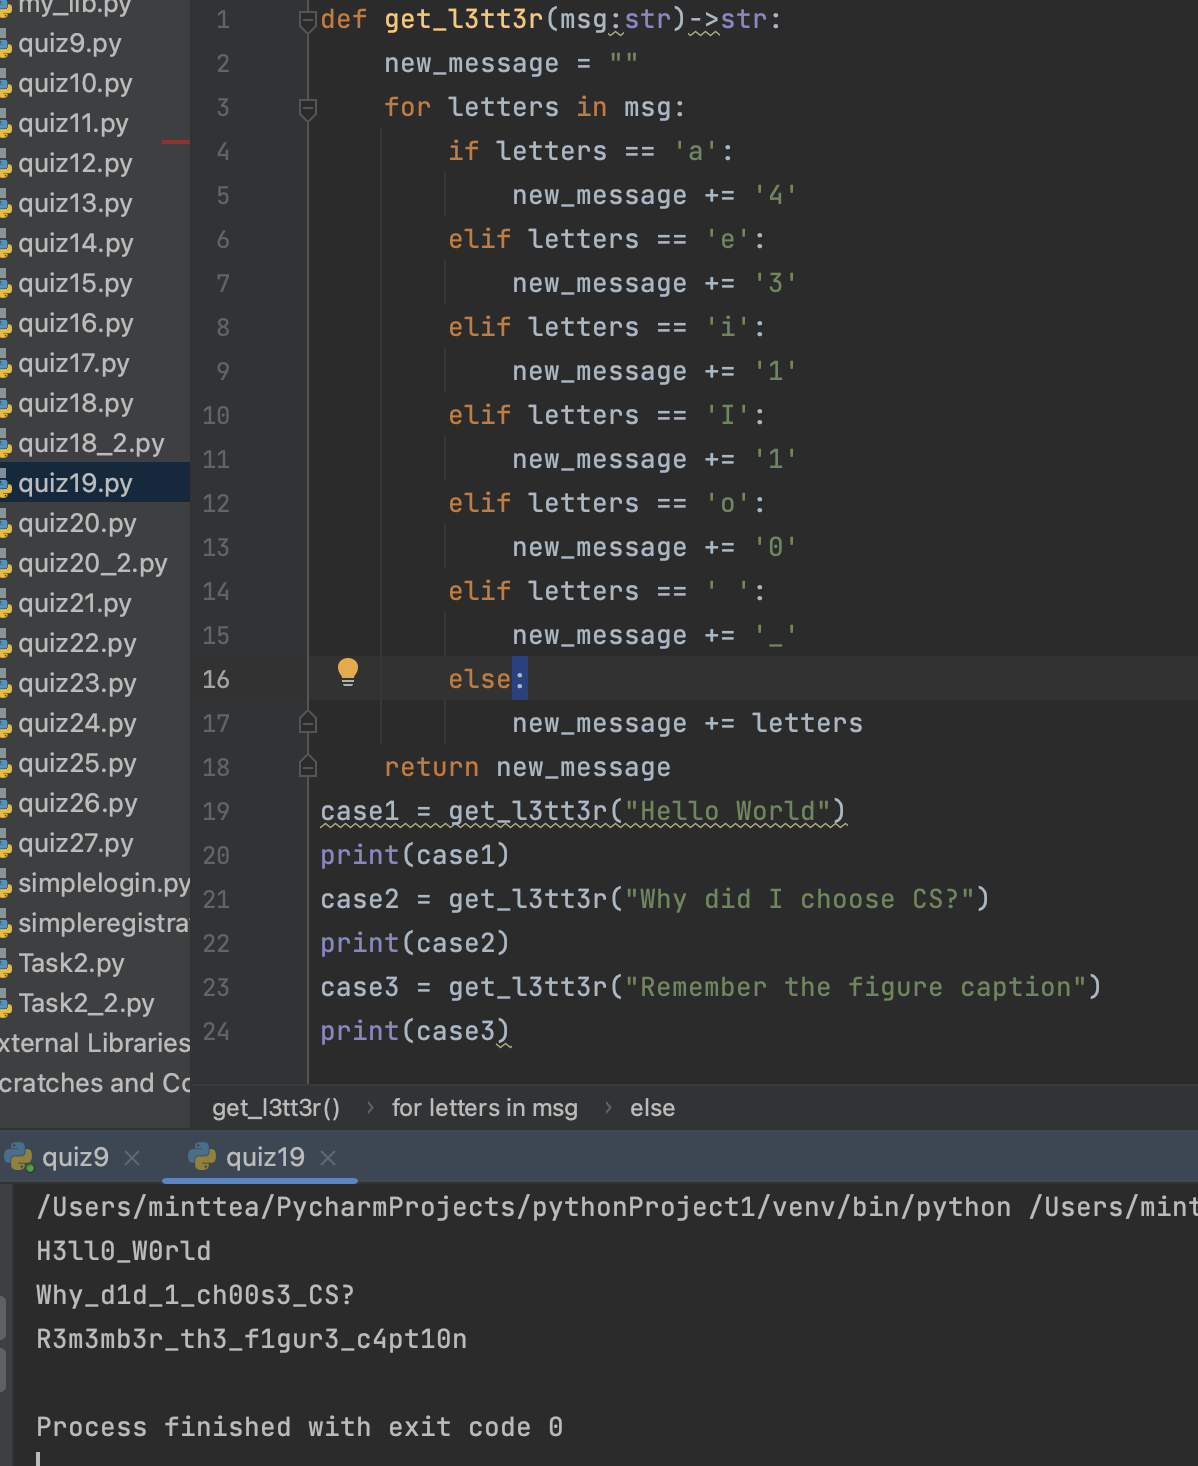 my_lib.py
quiz9.py
quiz10.py
quiz11.py
quiz12.py
quiz13.py
quiz14.py
quiz15.py
quiz16.py
quiz17.py
quiz18.py
quiz18_2.py
quiz19.py
quiz20.py
quiz20_2.py
quiz21.py
quiz22.py
quiz23.py
quiz24.py
quiz25.py
quiz26.py
quiz27.py
simplelogin.py
simpleregistra
Task2.py
Task2_2.py
xternal Libraries
cratches and Co
1 def get_l3tt3r(msg:str)->str:
2     new_message = ""
3     for letters in msg:
4         if letters == 'a':
5             new_message += '4'
6         elif letters == 'e':
7             new_message += '3'
8         elif letters == 'i':
9             new_message += '1'
10         elif letters == 'I':
11             new_message += '1'
12         elif letters == 'o':
13             new_message += '0'
14         elif letters == ' ':
15             new_message += '_'
16         else:
17             new_message += letters
18     return new_message
19 case1 = get_l3tt3r("Hello World")
20 print(case1)
21 case2 = get_l3tt3r("Why did I choose CS?")
22 print(case2)
23 case3 = get_l3tt3r("Remember the figure caption")
24 print(case3)
get_l3tt3r() › for letters in msg › else
quiz9 × quiz19 ×
/Users/minttea/PycharmProjects/pythonProject1/venv/bin/python /Users/mint
H3ll0_W0rld
Why_d1d_1_ch00s3_CS?
R3m3mb3r_th3_f1gur3_c4pt10n
Process finished with exit code 0